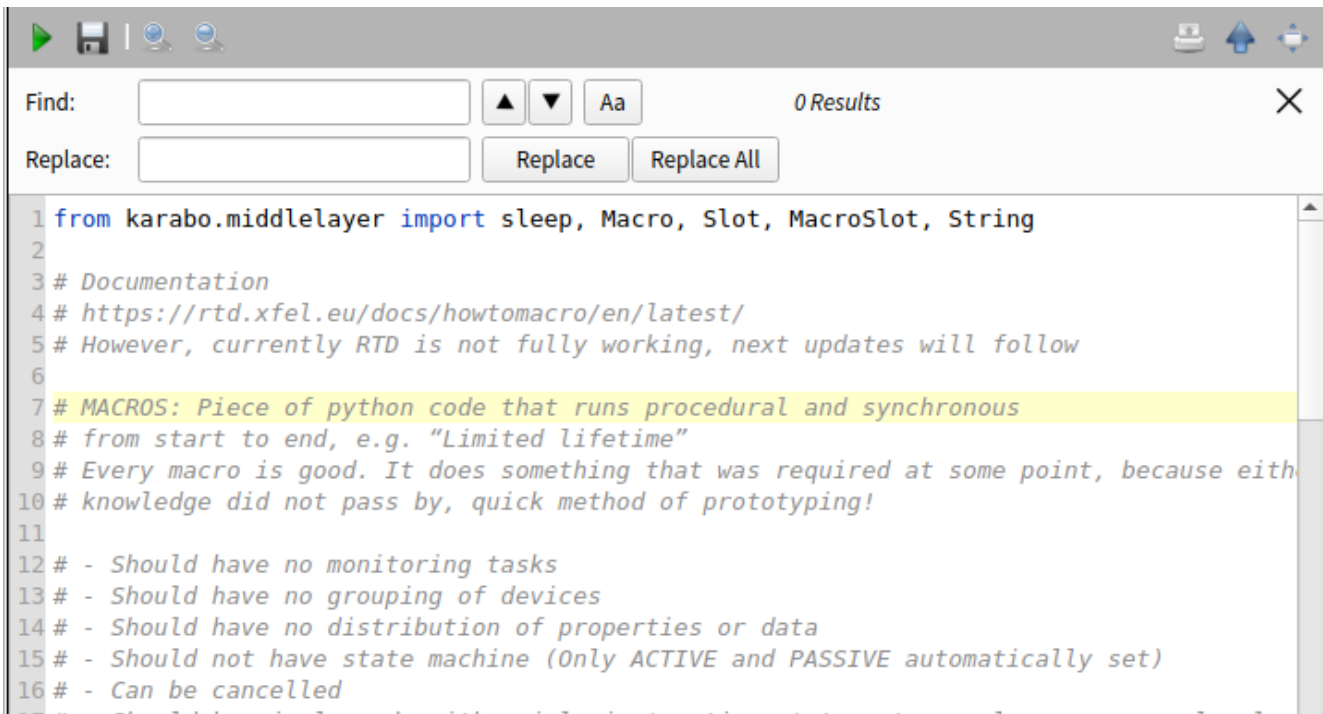 Find:
Aa
0 Results
Replace:
Replace
Replace All
1 from karabo.middlelayer import sleep, Macro, Slot, MacroSlot, String
2
3 # Documentation
4 # https://rtd.xfel.eu/docs/howtomacro/en/latest/
5 # However, currently RTD is not fully working, next updates will follow
6
7 # MACROS: Piece of python code that runs procedural and synchronous
8 # from start to end, e.g. “Limited lifetime”
9 # Every macro is good. It does something that was required at some point, because eith
10 # knowledge did not pass by, quick method of prototyping!
11
12 # - Should have no monitoring tasks
13 # - Should have no grouping of devices
14 # - Should have no distribution of properties or data
15 # - Should not have state machine (Only ACTIVE and PASSIVE automatically set)
16 # - Can be cancelled